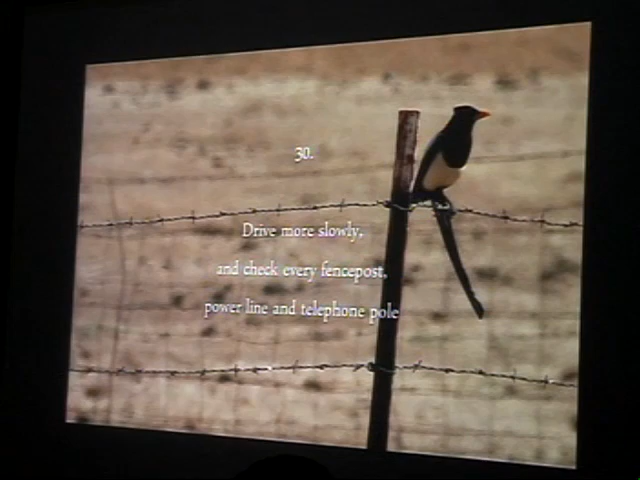 30.
Drive more slowly,
and check every fencepost,
power line and telephone pole